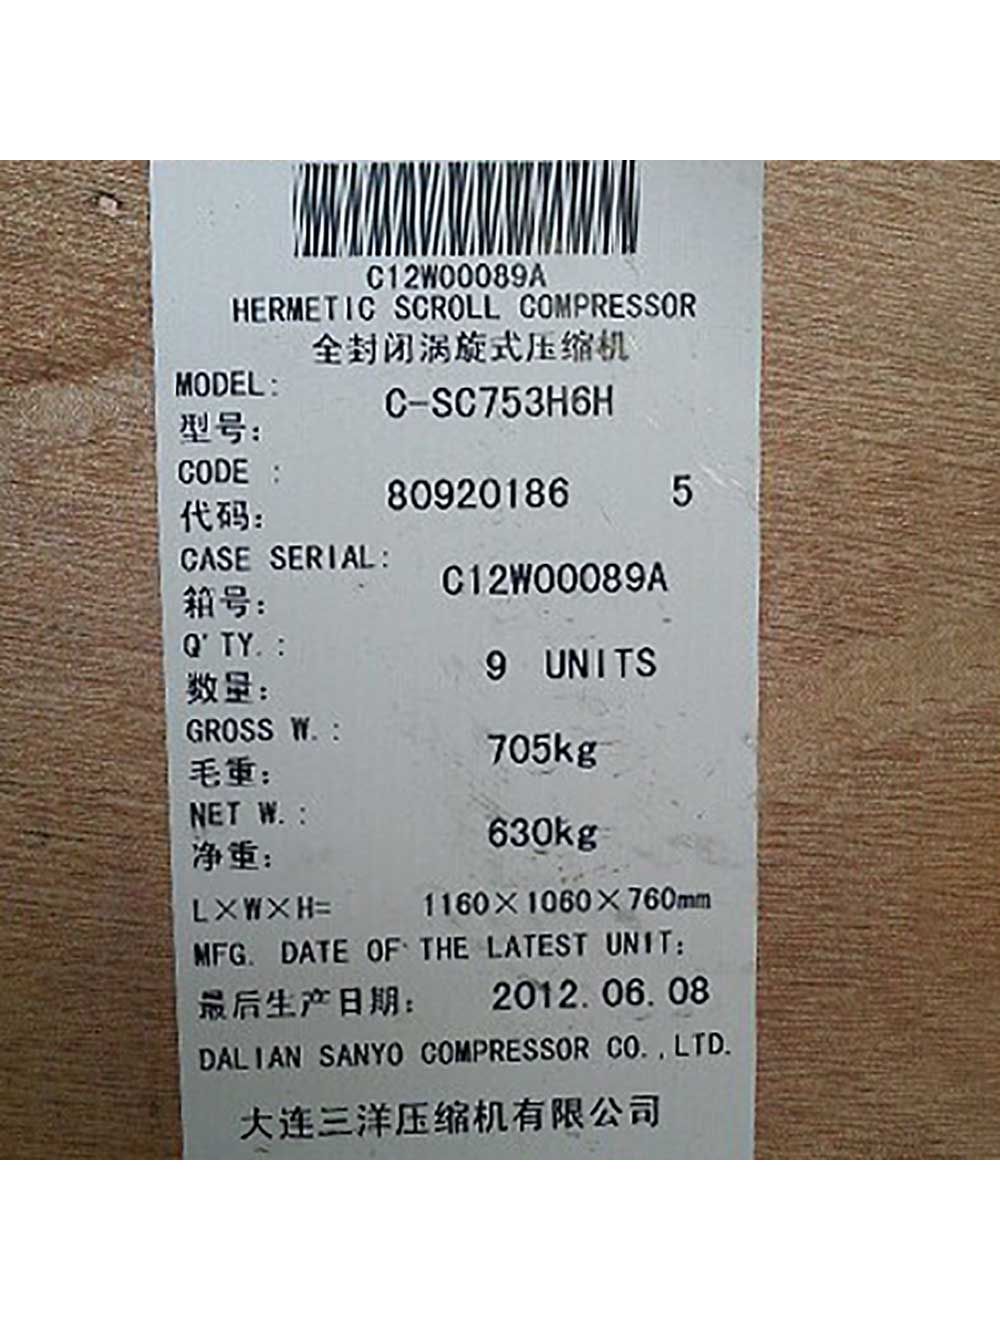 C12W00089A
HERMETIC SCROLL COMPRESSOR
全封闭涡旋式压缩机
MODEL: C-SC753H6H
型号:
CODE : 80920186 5
代码:
CASE SERIAL: C12W00089A
箱号:
Q'TY.: 9 UNITS
数量:
GROSS W.: 705kg
毛重:
NET W.: 630kg
净重:
L×W×H= 1160×1060×760mm
MFG. DATE OF THE LATEST UNIT:
最后生产日期: 2012.06.08
DALIAN SANYO COMPRESSOR CO.,LTD.
大连三洋压缩机有限公司